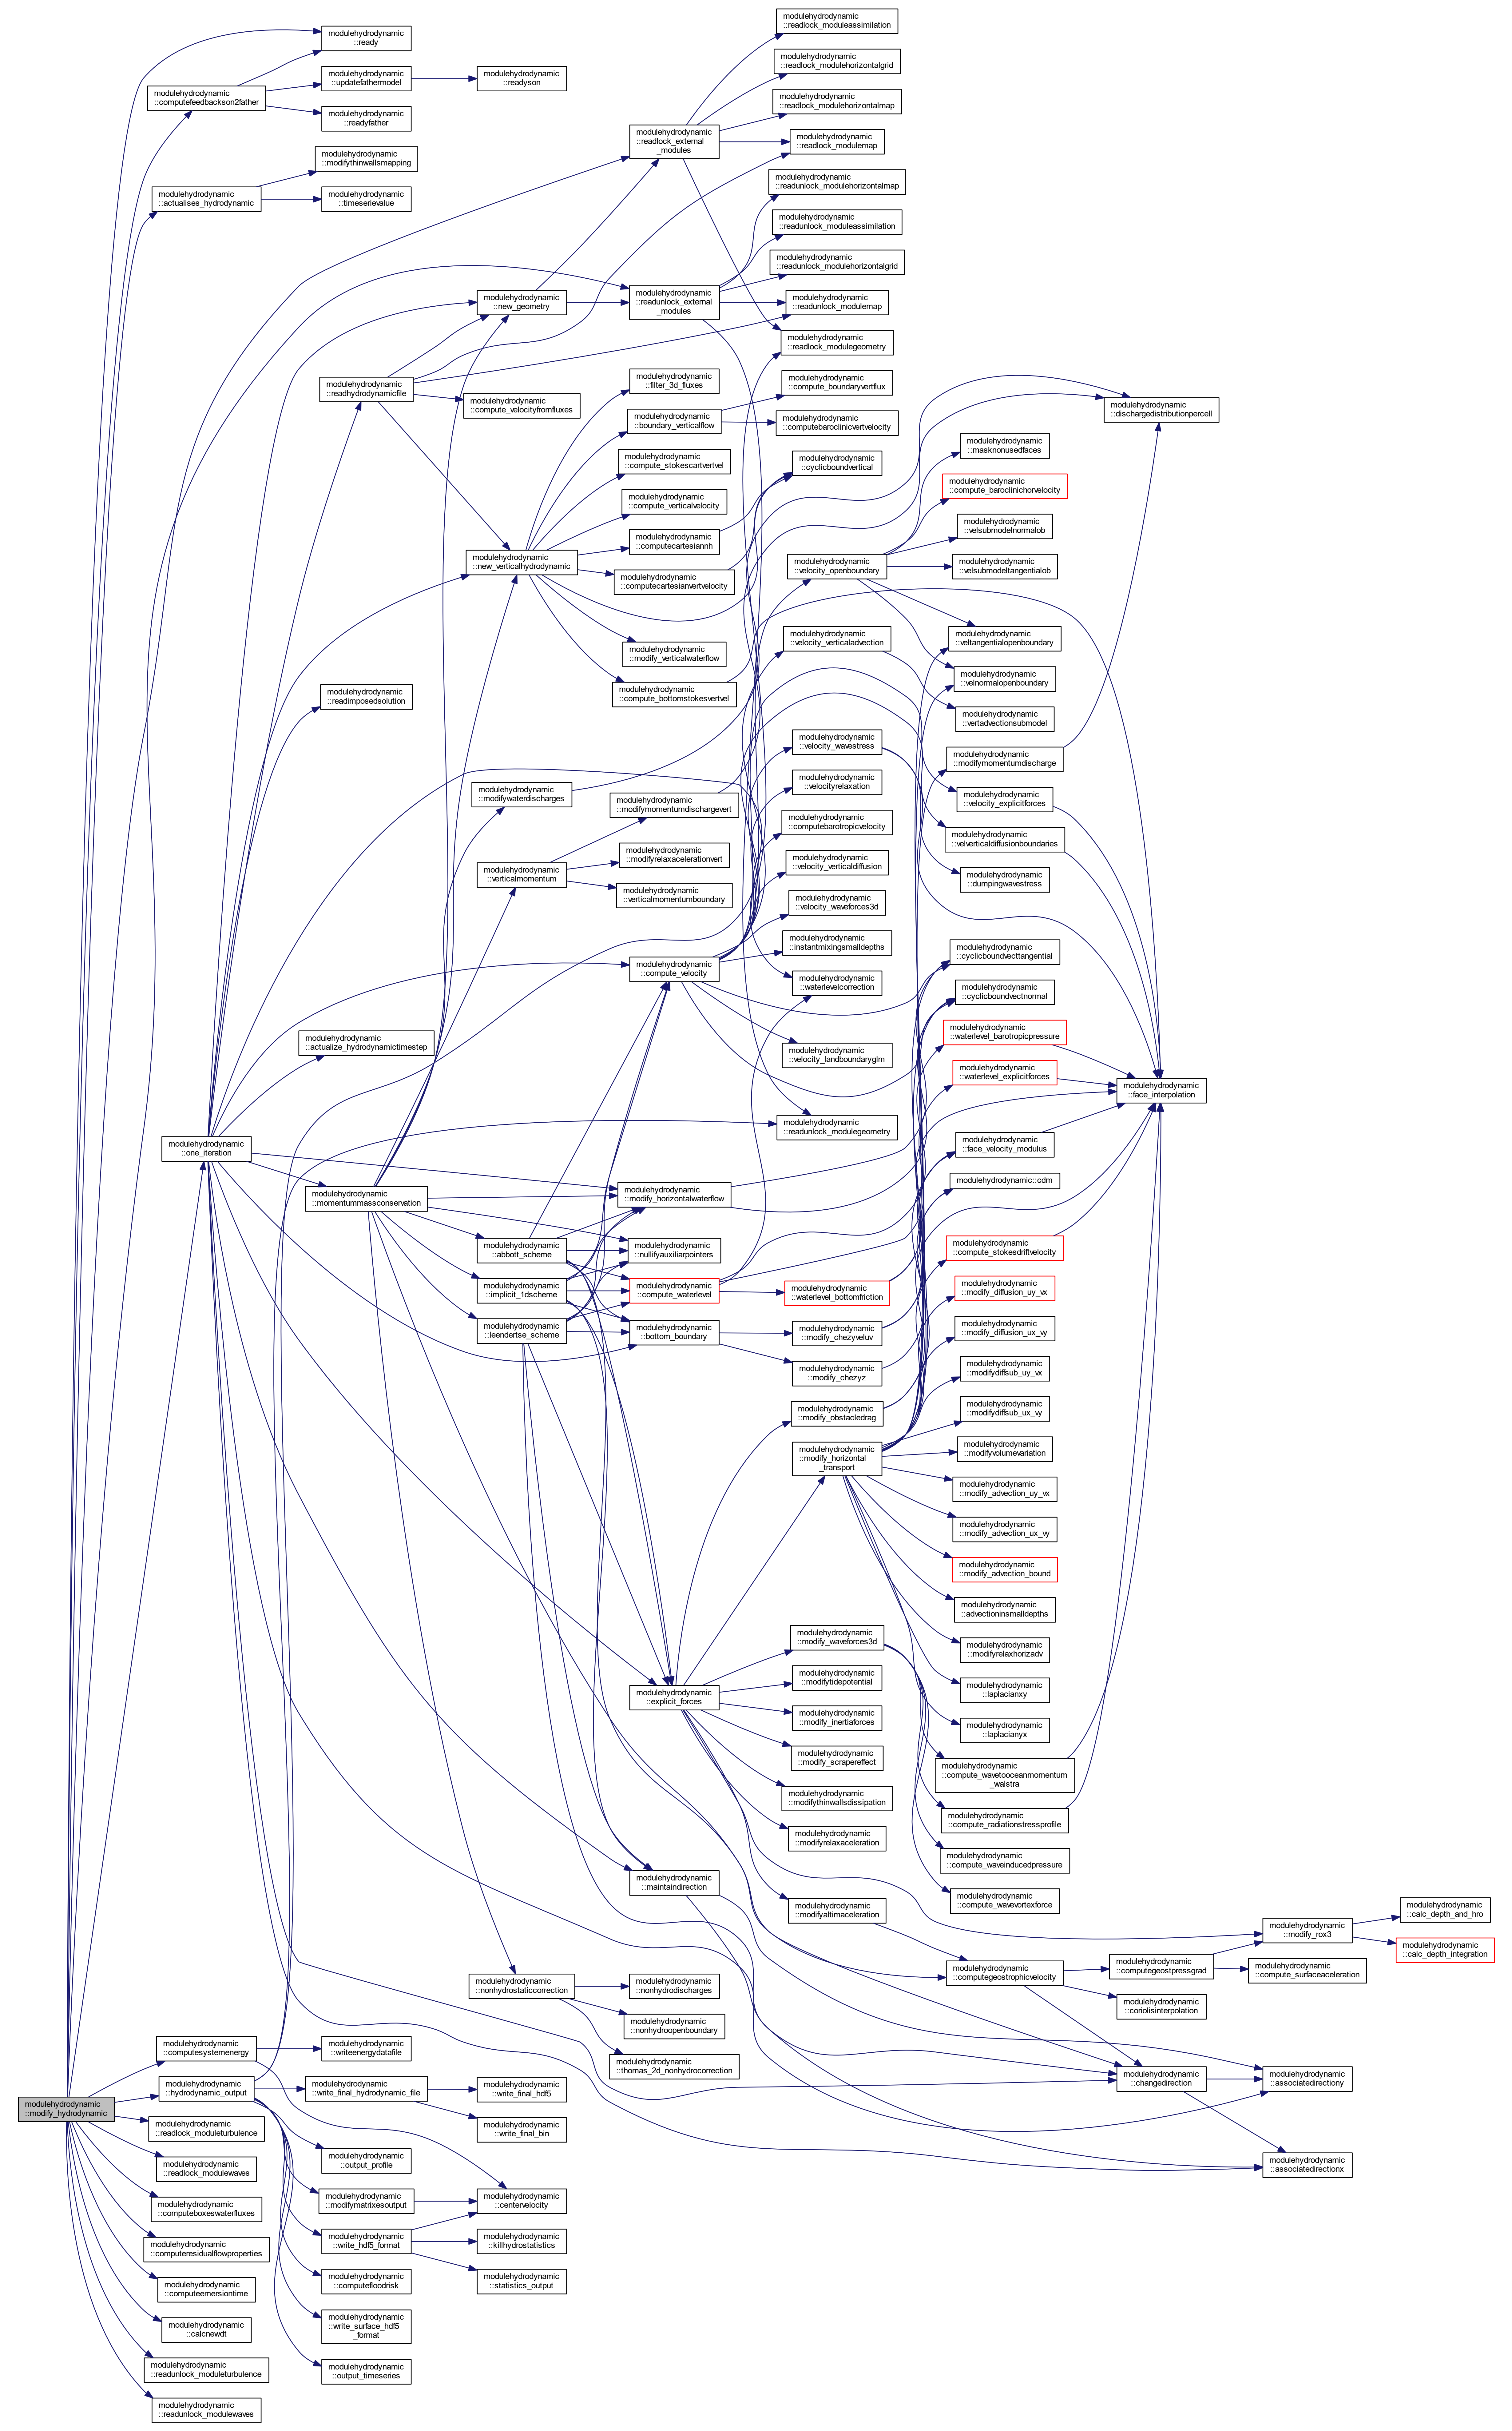 modulehydrodynamic
::modify_hydrodynamic
modulehydrodynamic
::ready
modulehydrodynamic
::computefeedbackson2father
modulehydrodynamic
::updatefathermodel
modulehydrodynamic
::readyson
modulehydrodynamic
::readyfather
modulehydrodynamic
::actualises_hydrodynamic
modulehydrodynamic
::modifythinwallsmapping
modulehydrodynamic
::timeserievalue
modulehydrodynamic
::one_iteration
modulehydrodynamic
::readhydrodynamicfile
modulehydrodynamic
::readimposedsolution
modulehydrodynamic
::actualize_hydrodynamictimestep
modulehydrodynamic
::momentummassconservation
modulehydrodynamic
::new_geometry
modulehydrodynamic
::compute_velocityfromfluxes
modulehydrodynamic
::new_verticalhydrodynamic
modulehydrodynamic
::modifywaterdischarges
modulehydrodynamic
::verticalmomentum
modulehydrodynamic
::abbott_scheme
modulehydrodynamic
::implicit_1dscheme
modulehydrodynamic
::leendertse_scheme
modulehydrodynamic
::nonhydrostaticcorrection
modulehydrodynamic
::readlock_external
_modules
modulehydrodynamic
::readunlock_external
_modules
modulehydrodynamic
::filter_3d_fluxes
modulehydrodynamic
::boundary_verticalflow
modulehydrodynamic
::compute_stokescartvertvel
modulehydrodynamic
::compute_verticalvelocity
modulehydrodynamic
::computecartesiannh
modulehydrodynamic
::computecartesianvertvelocity
modulehydrodynamic
::modify_verticalwaterflow
modulehydrodynamic
::compute_bottomstokesvertvel
modulehydrodynamic
::modifymomentumdischargevert
modulehydrodynamic
::modifyrelaxacelerationvert
modulehydrodynamic
::verticalmomentumboundary
modulehydrodynamic
::compute_velocity
modulehydrodynamic
::modify_horizontalwaterflow
modulehydrodynamic
::nullifyauxiliarpointers
modulehydrodynamic
::compute_waterlevel
modulehydrodynamic
::bottom_boundary
modulehydrodynamic
::explicit_forces
modulehydrodynamic
::maintaindirection
modulehydrodynamic
::nonhydrodischarges
modulehydrodynamic
::nonhydroopenboundary
modulehydrodynamic
::thomas_2d_nonhydrocorrection
modulehydrodynamic
::readlock_moduleassimilation
modulehydrodynamic
::readlock_modulehorizontalgrid
modulehydrodynamic
::readlock_modulehorizontalmap
modulehydrodynamic
::readlock_modulemap
modulehydrodynamic
::readunlock_modulehorizontalmap
modulehydrodynamic
::readunlock_moduleassimilation
modulehydrodynamic
::readunlock_modulehorizontalgrid
modulehydrodynamic
::readunlock_modulemap
modulehydrodynamic
::readlock_modulegeometry
modulehydrodynamic
::compute_boundaryvertflux
modulehydrodynamic
::computebaroclinicvertvelocity
modulehydrodynamic
::cyclicboundvertical
modulehydrodynamic
::velocity_openboundary
modulehydrodynamic
::velocity_verticaladvection
modulehydrodynamic
::velocity_wavestress
modulehydrodynamic
::velocityrelaxation
modulehydrodynamic
::computebarotropicvelocity
modulehydrodynamic
::velocity_verticaldiffusion
modulehydrodynamic
::velocity_waveforces3d
modulehydrodynamic
::instantmixingsmalldepths
modulehydrodynamic
::waterlevelcorrection
modulehydrodynamic
::velocity_landboundaryglm
modulehydrodynamic
::readunlock_modulegeometry
modulehydrodynamic
::waterlevel_bottomfriction
modulehydrodynamic
::modify_chezyveluv
modulehydrodynamic
::modify_chezyz
modulehydrodynamic
::modify_obstacledrag
modulehydrodynamic
::modify_horizontal
_transport
modulehydrodynamic
::modify_waveforces3d
modulehydrodynamic
::modifytidepotential
modulehydrodynamic
::modify_inertiaforces
modulehydrodynamic
::modify_scrapereffect
modulehydrodynamic
::modifythinwallsdissipation
modulehydrodynamic
::modifyrelaxaceleration
modulehydrodynamic
::modifyaltimaceleration
modulehydrodynamic
::dischargedistributionpercell
modulehydrodynamic
::masknonusedfaces
modulehydrodynamic
::compute_baroclinichorvelocity
modulehydrodynamic
::velsubmodelnormalob
modulehydrodynamic
::velsubmodeltangentialob
modulehydrodynamic
::veltangentialopenboundary
modulehydrodynamic
::velnormalopenboundary
modulehydrodynamic
::vertadvectionsubmodel
modulehydrodynamic
::modifymomentumdischarge
modulehydrodynamic
::velocity_explicitforces
modulehydrodynamic
::velverticaldiffusionboundaries
modulehydrodynamic
::dumpingwavestress
modulehydrodynamic
::cyclicboundvecttangential
modulehydrodynamic
::cyclicboundvectnormal
modulehydrodynamic
::waterlevel_barotropicpressure
modulehydrodynamic
::waterlevel_explicitforces
modulehydrodynamic
::face_interpolation
modulehydrodynamic
::face_velocity_modulus
modulehydrodynamic::cdm
modulehydrodynamic
::compute_stokesdriftvelocity
modulehydrodynamic
::modify_diffusion_uy_vx
modulehydrodynamic
::modify_diffusion_ux_vy
modulehydrodynamic
::modifydiffsub_uy_vx
modulehydrodynamic
::modifydiffsub_ux_vy
modulehydrodynamic
::modifyvolumevariation
modulehydrodynamic
::modify_advection_uy_vx
modulehydrodynamic
::modify_advection_ux_vy
modulehydrodynamic
::modify_advection_bound
modulehydrodynamic
::advectioninsmalldepths
modulehydrodynamic
::modifyrelaxhorizadv
modulehydrodynamic
::laplacianxy
modulehydrodynamic
::laplacianyx
modulehydrodynamic
::compute_wavetooceanmomentum
_walstra
modulehydrodynamic
::compute_radiationstressprofile
modulehydrodynamic
::compute_waveinducedpressure
modulehydrodynamic
::compute_wavevortexforce
modulehydrodynamic
::computegeostrophicvelocity
modulehydrodynamic
::computegeostpressgrad
modulehydrodynamic
::coriolisinterpolation
modulehydrodynamic
::modify_rox3
modulehydrodynamic
::compute_surfaceaceleration
modulehydrodynamic
::calc_depth_and_hro
modulehydrodynamic
::calc_depth_integration
modulehydrodynamic
::changedirection
modulehydrodynamic
::associatedirectiony
modulehydrodynamic
::associatedirectionx
modulehydrodynamic
::computesystemenergy
modulehydrodynamic
::writeenergydatafile
modulehydrodynamic
::hydrodynamic_output
modulehydrodynamic
::write_final_hydrodynamic_file
modulehydrodynamic
::write_final_hdf5
modulehydrodynamic
::write_final_bin
modulehydrodynamic
::readlock_moduleturbulence
modulehydrodynamic
::output_profile
modulehydrodynamic
::readlock_modulewaves
modulehydrodynamic
::modifymatrixesoutput
modulehydrodynamic
::centervelocity
modulehydrodynamic
::computeboxeswaterfluxes
modulehydrodynamic
::write_hdf5_format
modulehydrodynamic
::killhydrostatistics
modulehydrodynamic
::computeresidualflowproperties
modulehydrodynamic
::computefloodrisk
modulehydrodynamic
::statistics_output
modulehydrodynamic
::computeemersiontime
modulehydrodynamic
::write_surface_hdf5
_format
modulehydrodynamic
::calcnewdt
modulehydrodynamic
::readunlock_moduleturbulence
modulehydrodynamic
::output_timeseries
modulehydrodynamic
::readunlock_modulewaves